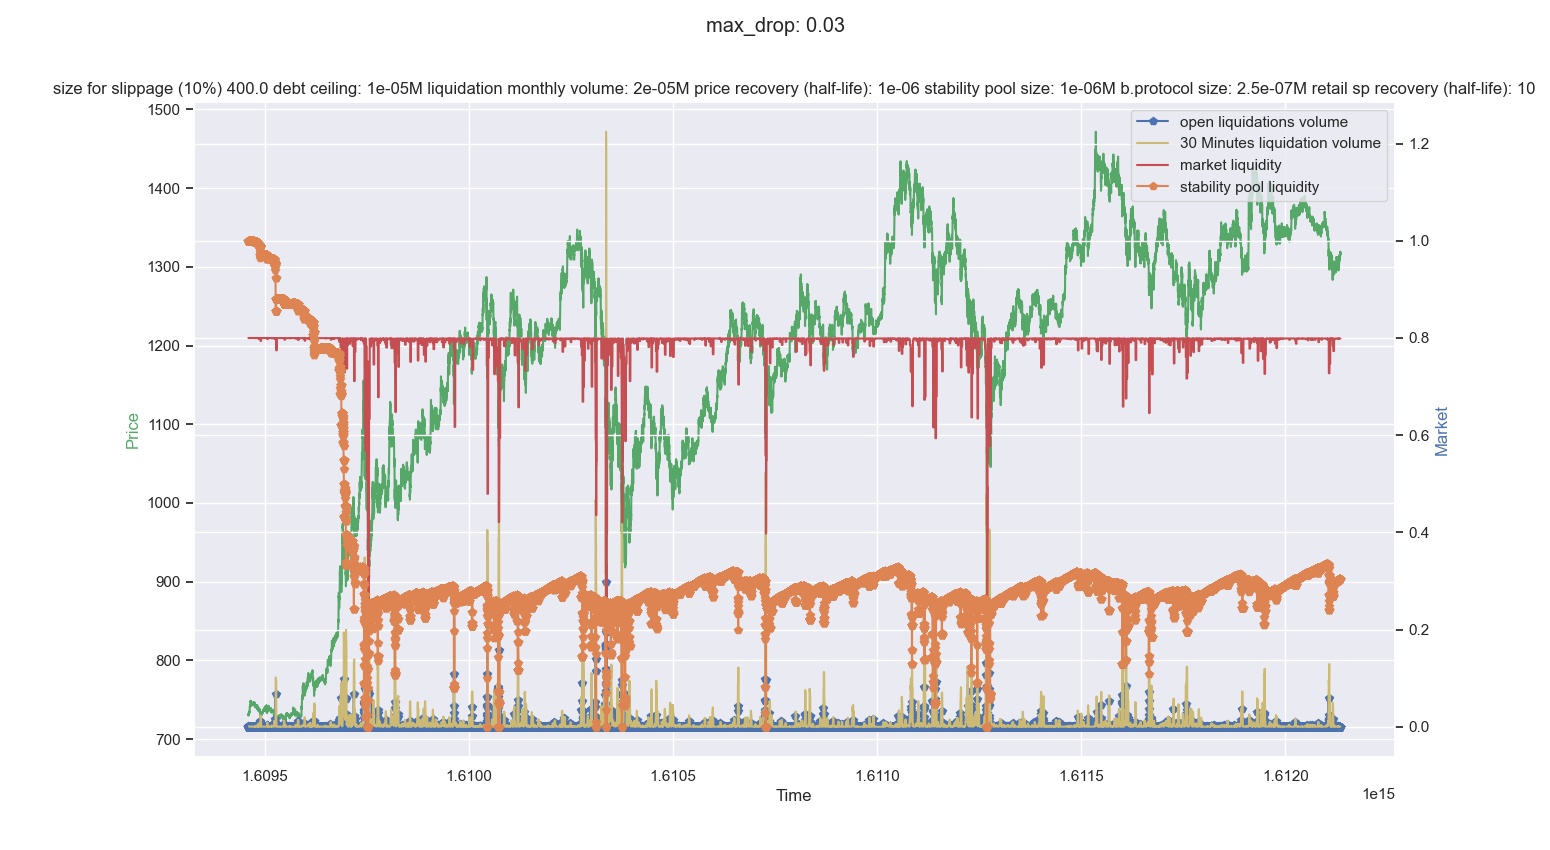 max_drop: 0.03
size for slippage (10%) 400.0 debt ceiling: 1e-05M liquidation monthly volume: 2e-05M price recovery (half-life): 1e-06 stability pool size: 1e-06M b.protocol size: 2.5e-07M retail sp recovery (half-life): 10
open liquidations volume
30 Minutes liquidation volume
market liquidity
stability pool liquidity
1500
1400
1300
1200
1100
1000
900
800
700
Price
1.2
1.0
0.8
0.6
0.4
0.2
0.0
Market
1.6095
1.6100
1.6105
1.6110
1.6115
1.6120
1e15
Time